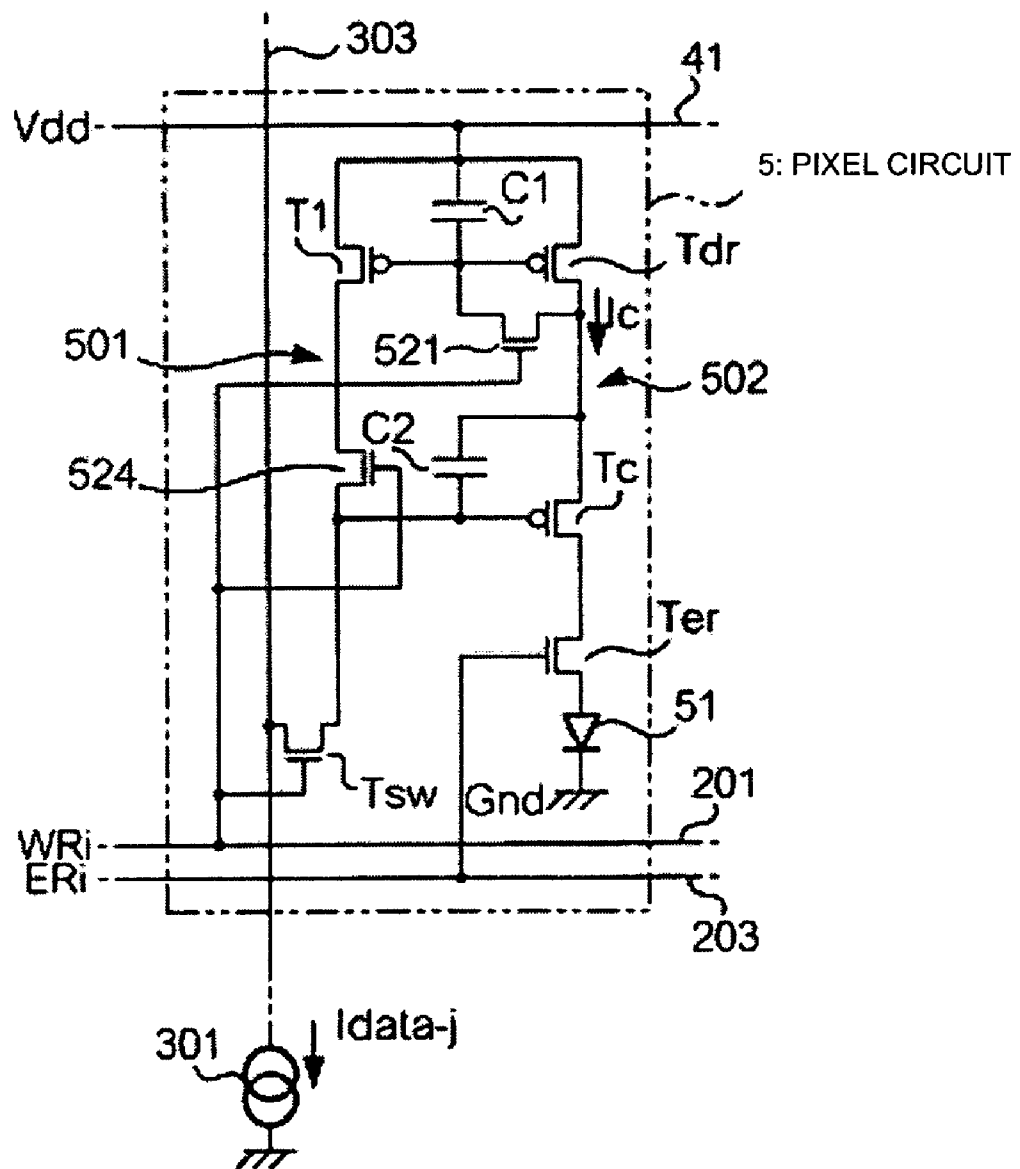 303
41
Vdd
5: PIXEL CIRCUIT
C1
T1
Tdr
Ic
501
521
502
C2
524
Tc
Ter
51
Tsw
Gnd
201
WRi
ERi
203
Idata-j
301